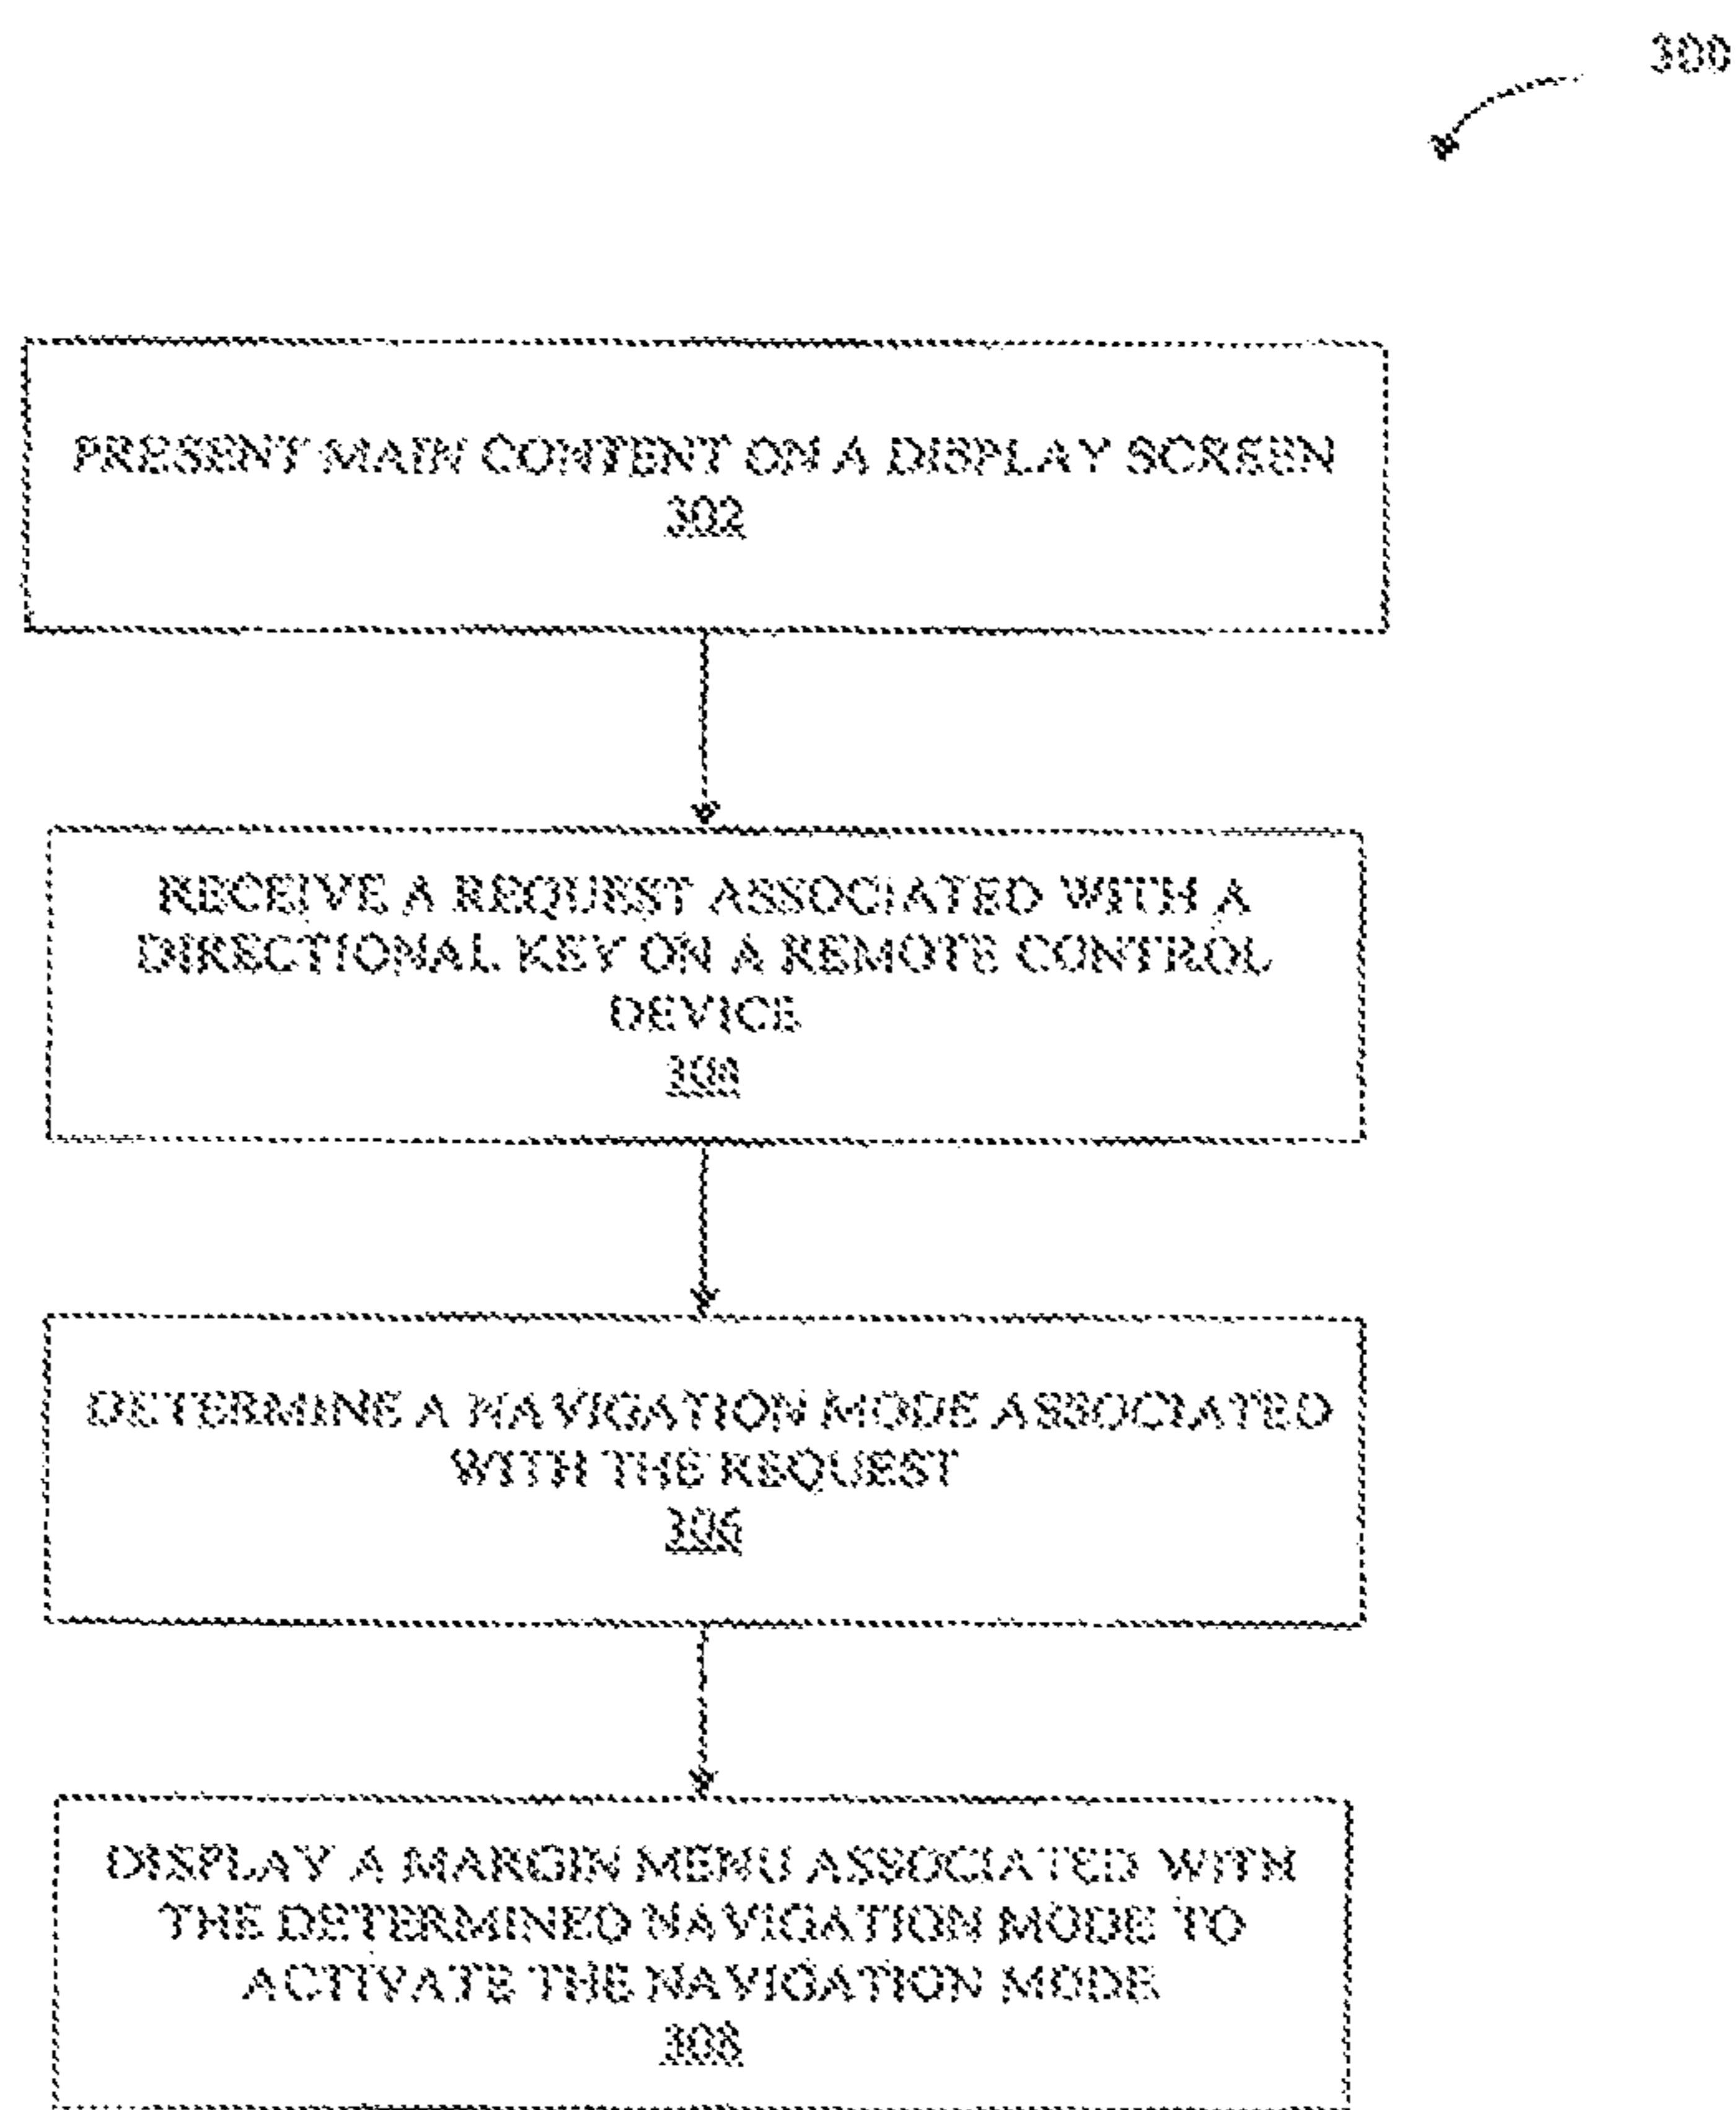 300
PRESENT MAIN CONTENT ON A DISPLAY SCREEN
302
RECEIVE A REQUEST ASSOCIATED WITH A
DIRECTIONAL KEY ON A REMOTE CONTROL
DEVICE
DETERMINE A NAVIGATION MODE ASSOCIATED
WITH THE REQUEST
306
DISPLAY A MARGIN MENU ASSOCIATED WITH
THE DETERMINED NAVIGATION MODE TO
ACTIVATE THE NAVIGATION MODE
308